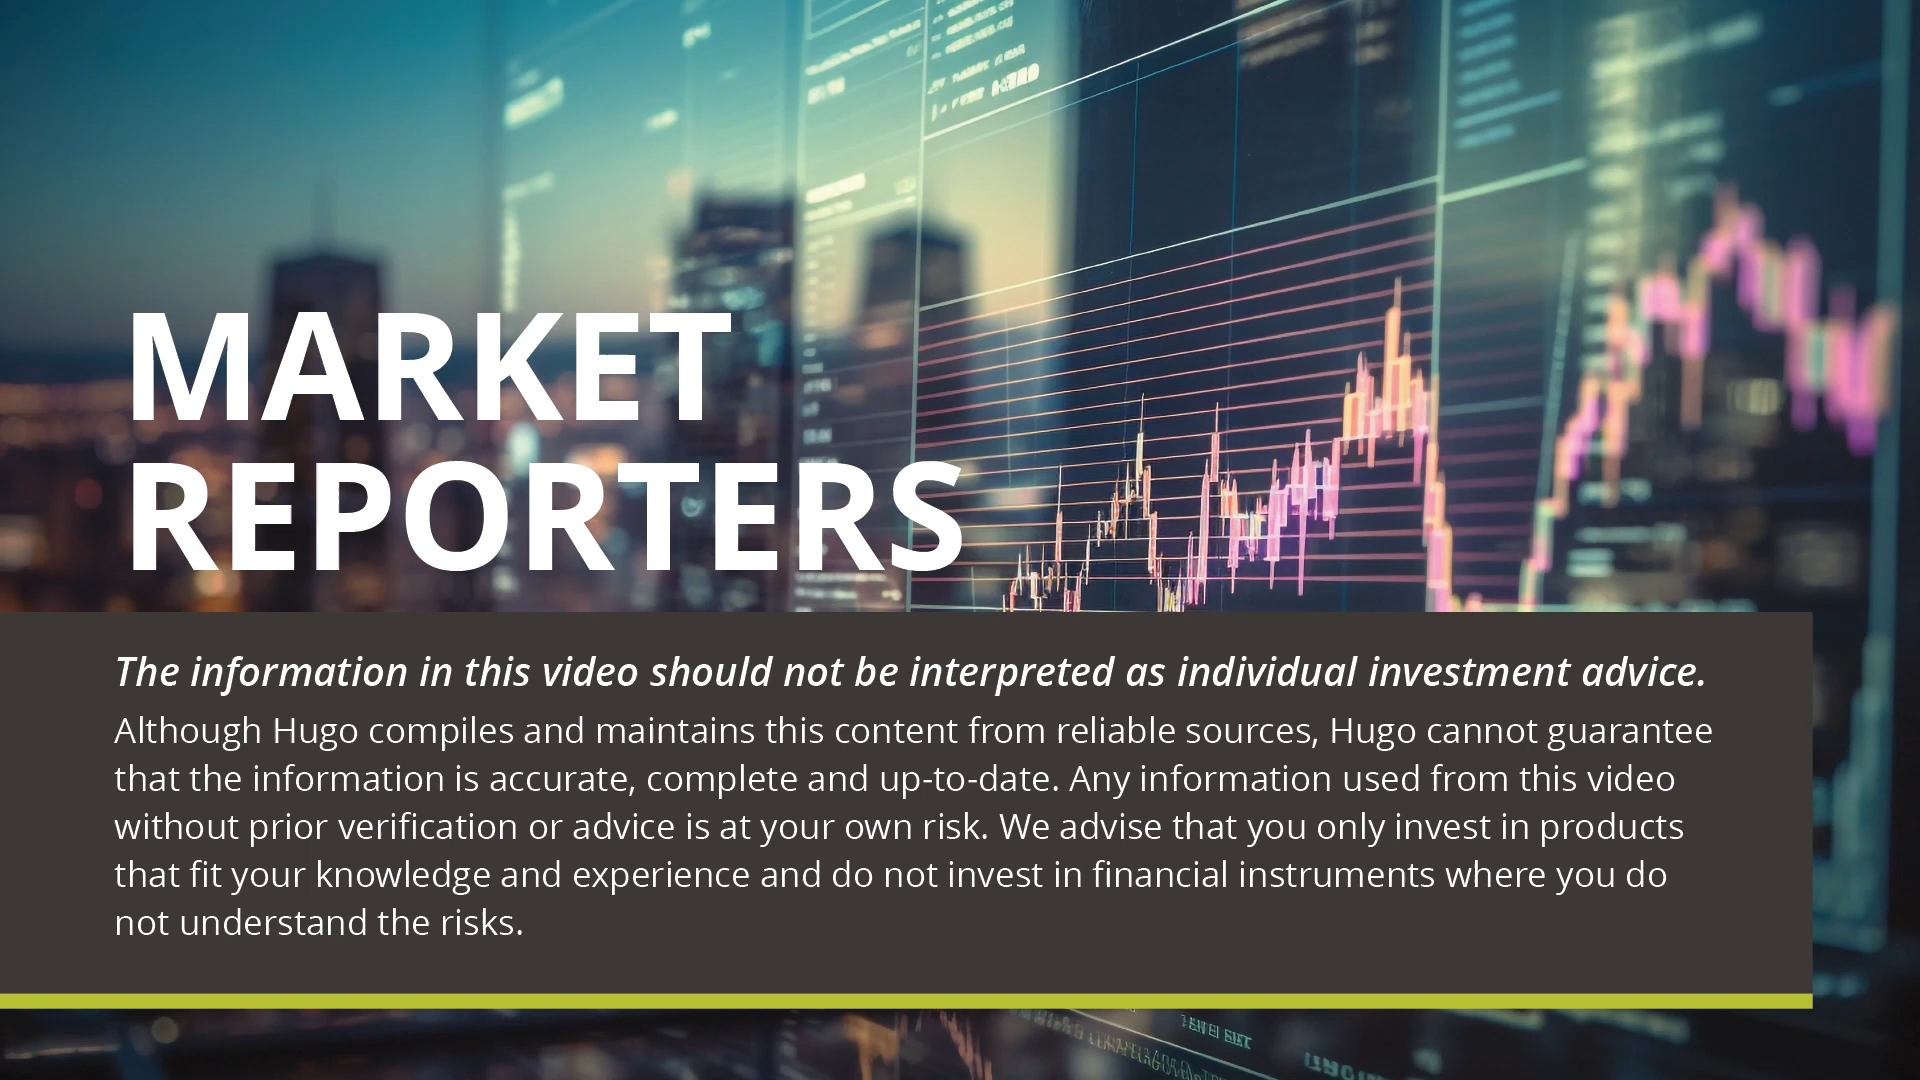 MARKET
REPORTERS
The information in this video should not be interpreted as individual investment advice.
Although Hugo compiles and maintains this content from reliable sources, Hugo cannot guarantee
that the information is accurate, complete and up-to-date. Any information used from this video
without prior verification or advice is at your own risk. We advise that you only invest in products
that fit your knowledge and experience and do not invest in financial instruments where you do
not understand the risks.